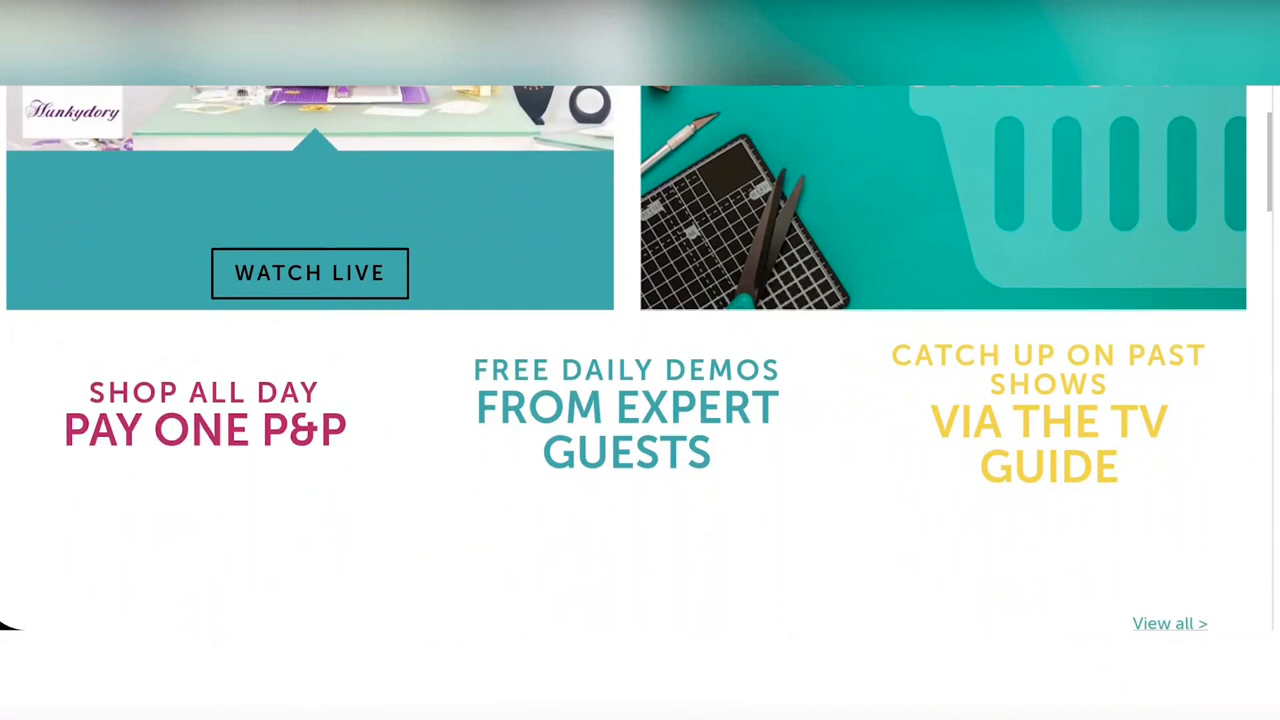 Hunkydory
WATCH LIVE
SHOP ALL DAY
PAY ONE P&P
FREE DAILY DEMOS
FROM EXPERT
GUESTS
CATCH UP ON PAST
SHOWS
VIA THE TV
GUIDE
View all >